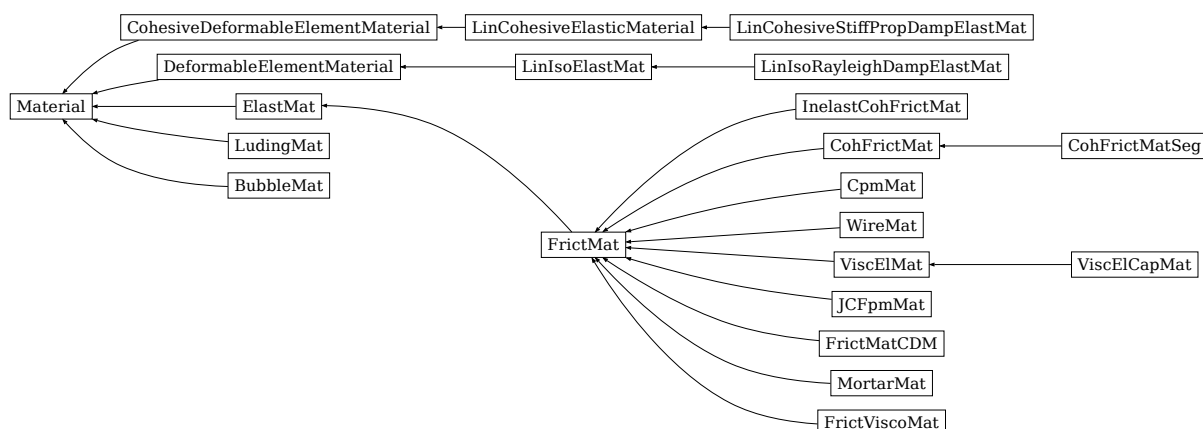 CohesiveDeformableElementMaterial LinCohesiveElasticMaterial LinCohesiveStiffPropDampElastMat
DeformableElementMaterial LinIsoElastMat LinIsoRayleighDampElastMat
Material ElastMat InelastCohFrictMat
LudingMat CohFrictMat CohFrictMatSeg
BubbleMat CpmMat
WireMat
FrictMat
ViscElMat ViscElCapMat
JCFpmMat
FrictMatCDM
MortarMat
FrictViscoMat